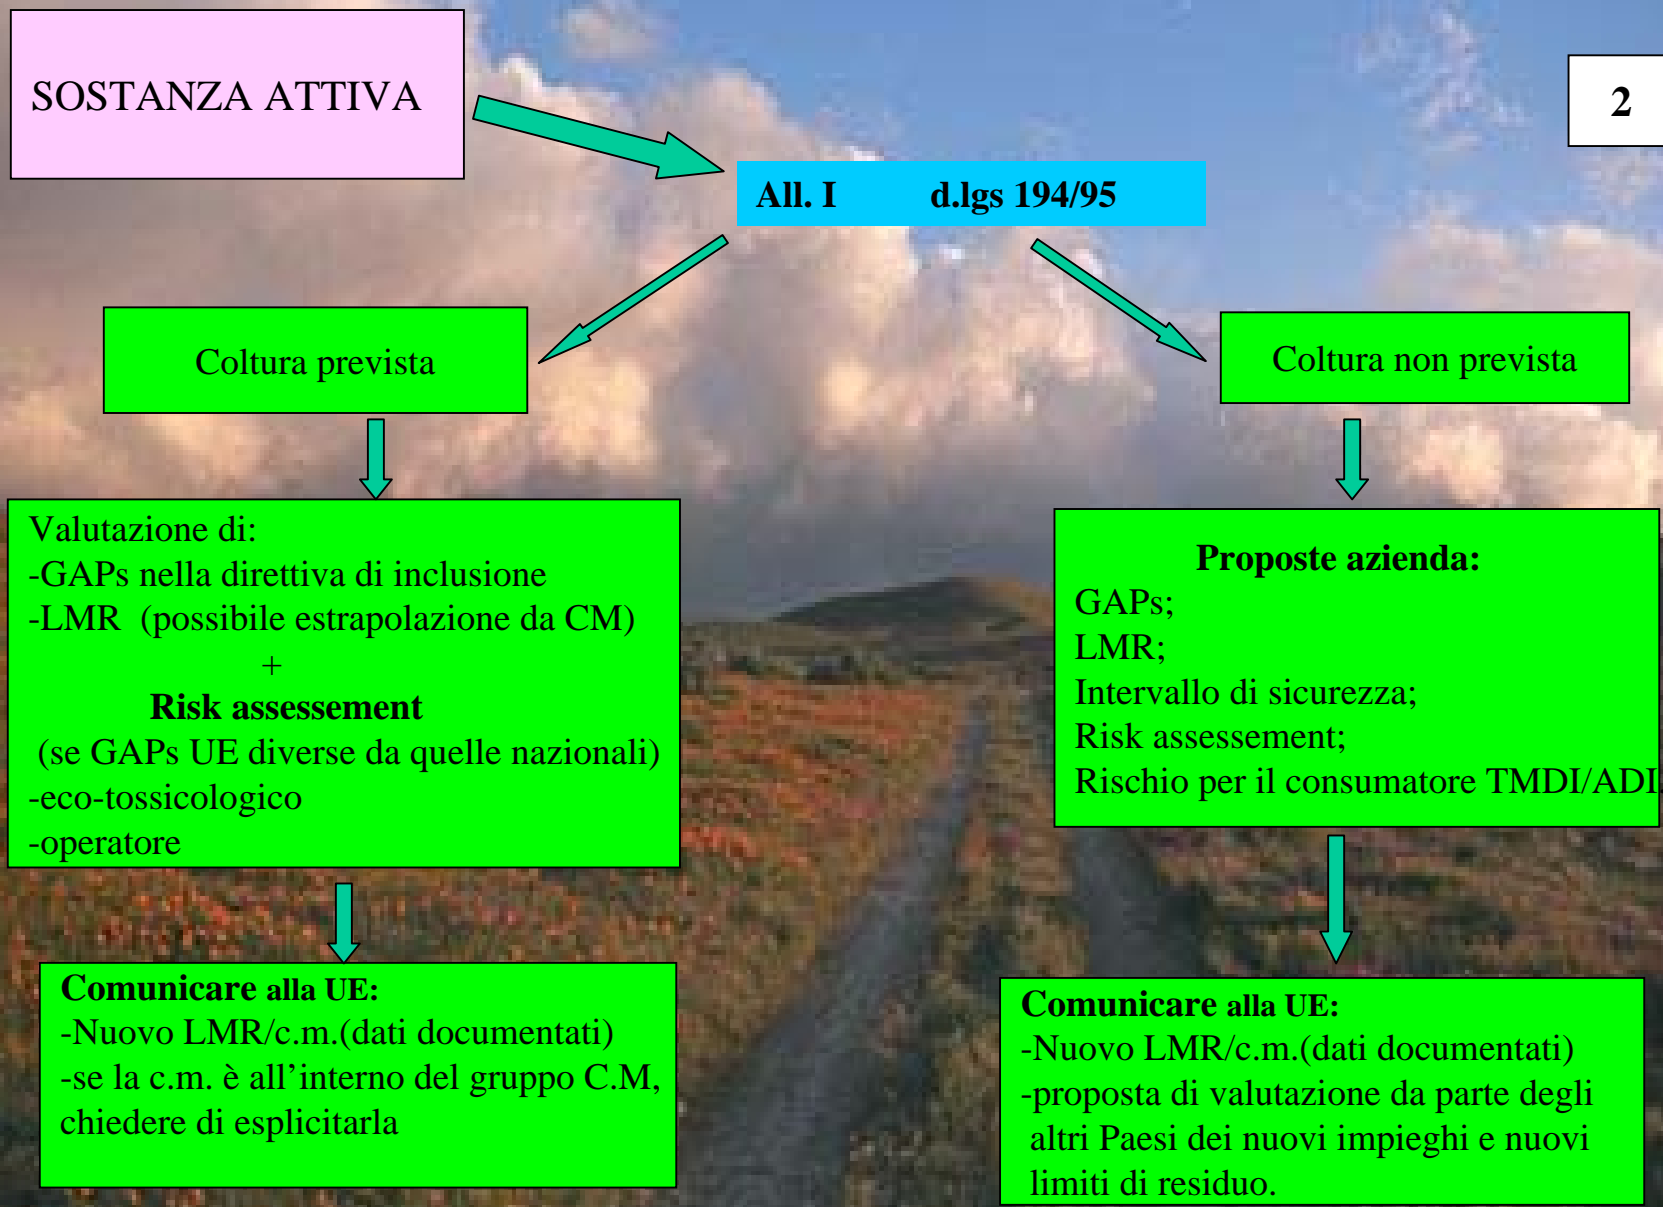 SOSTANZA ATTIVA
2
All. I d.lgs 194/95
Coltura prevista
Coltura non prevista
Valutazione di:
-GAPs nella direttiva di inclusione
-LMR (possibile estrapolazione da CM)
+
Risk assessement
(se GAPs UE diverse da quelle nazionali)
-eco-tossicologico
-operatore
Proposte azienda:
GAPs;
LMR;
Intervallo di sicurezza;
Risk assessement;
Rischio per il consumatore TMDI/ADI.
Comunicare alla UE:
-Nuovo LMR/c.m.(dati documentati)
-se la c.m. è all’interno del gruppo C.M,
chiedere di esplicitarla
Comunicare alla UE:
-Nuovo LMR/c.m.(dati documentati)
-proposta di valutazione da parte degli
altri Paesi dei nuovi impieghi e nuovi
limiti di residuo.